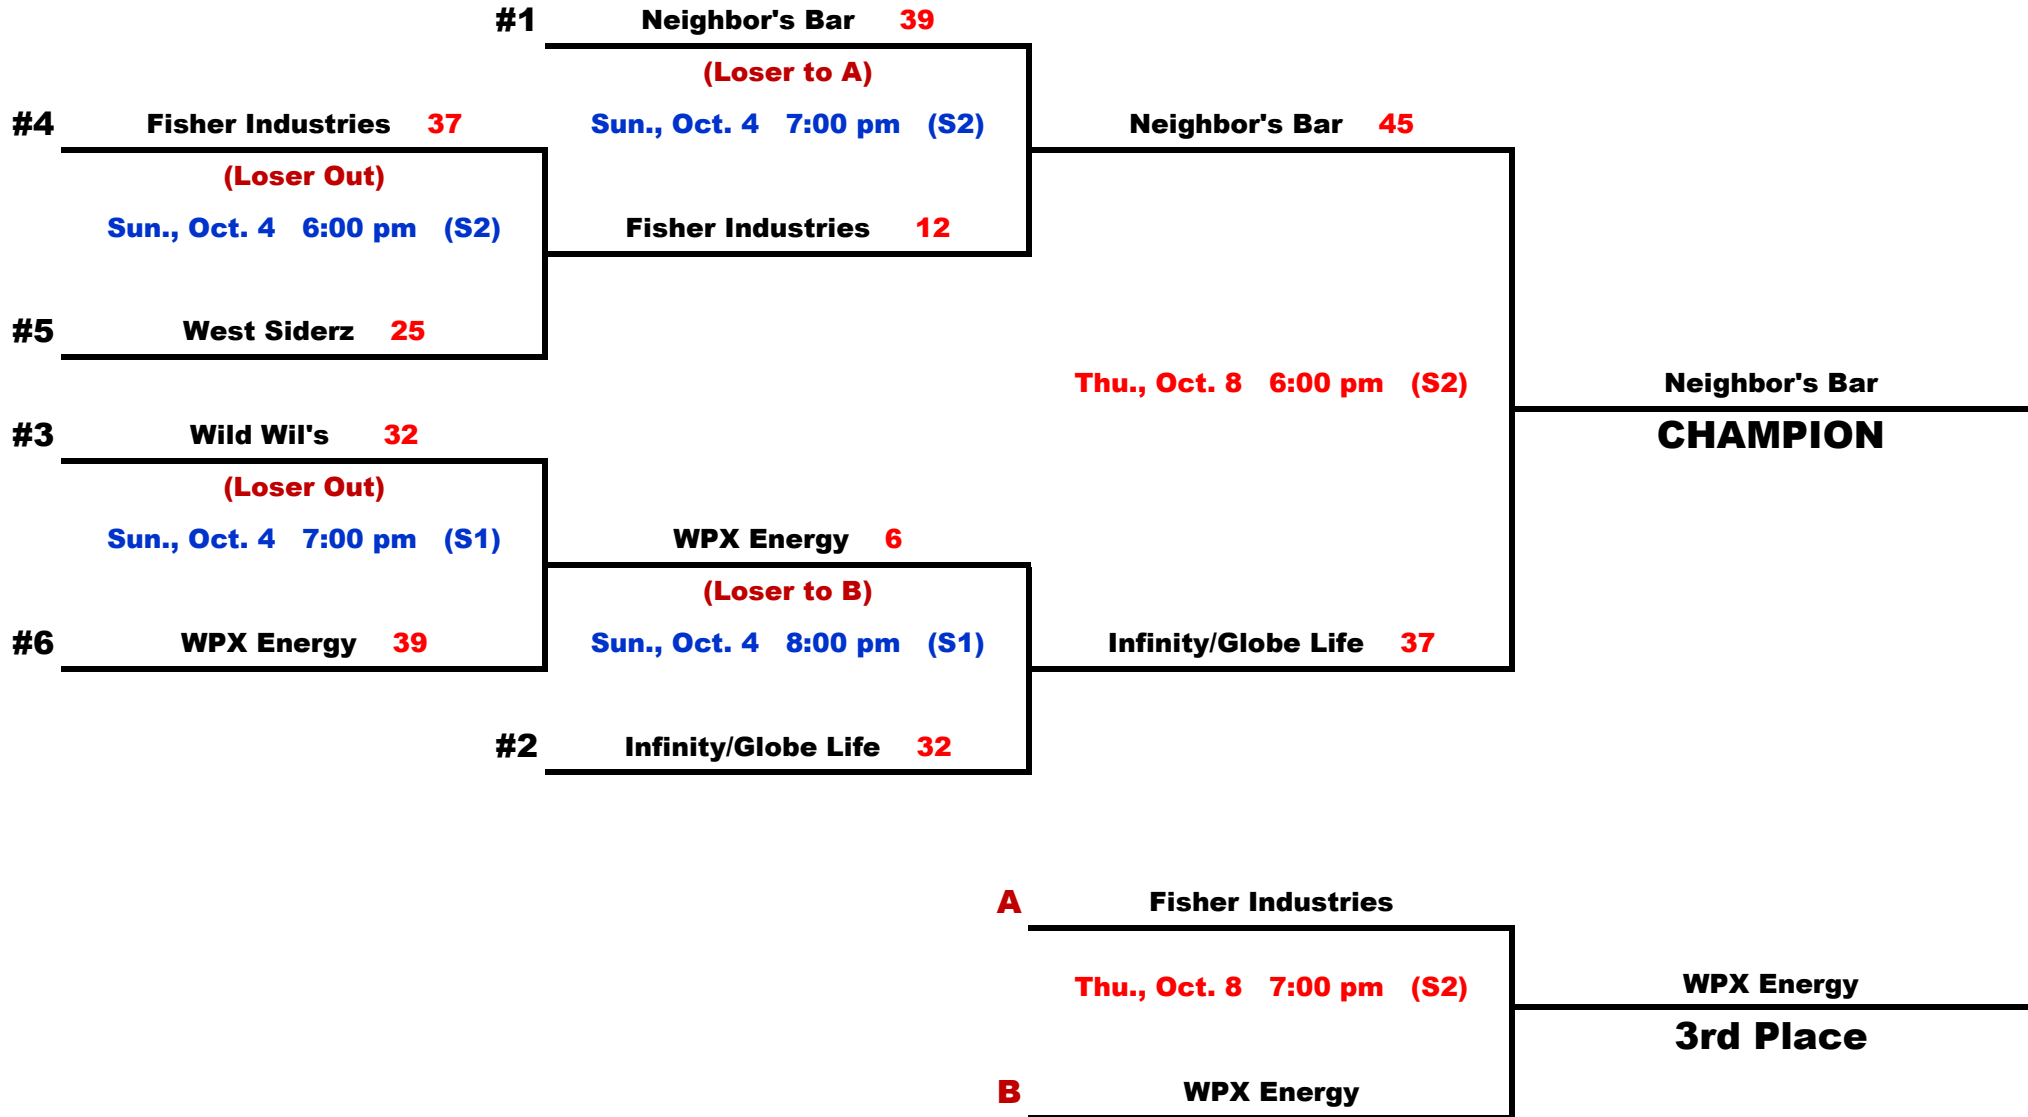 #1 Neighbor's Bar 39
(Loser to A)
#4 Fisher Industries 37 Sun., Oct. 4 7:00 pm (S2) Neighbor's Bar 45
(Loser Out)
Sun., Oct. 4 6:00 pm (S2) Fisher Industries 12
#5 West Siderz 25
Thu., Oct. 8 6:00 pm (S2) Neighbor's Bar
#3 Wild Wil's 32 CHAMPION
(Loser Out)
Sun., Oct. 4 7:00 pm (S1) WPX Energy 6
(Loser to B)
#6 WPX Energy 39 Sun., Oct. 4 8:00 pm (S1) Infinity/Globe Life 37
#2 Infinity/Globe Life 32
A Fisher Industries
Thu., Oct. 8 7:00 pm (S2) WPX Energy
3rd Place
B WPX Energy